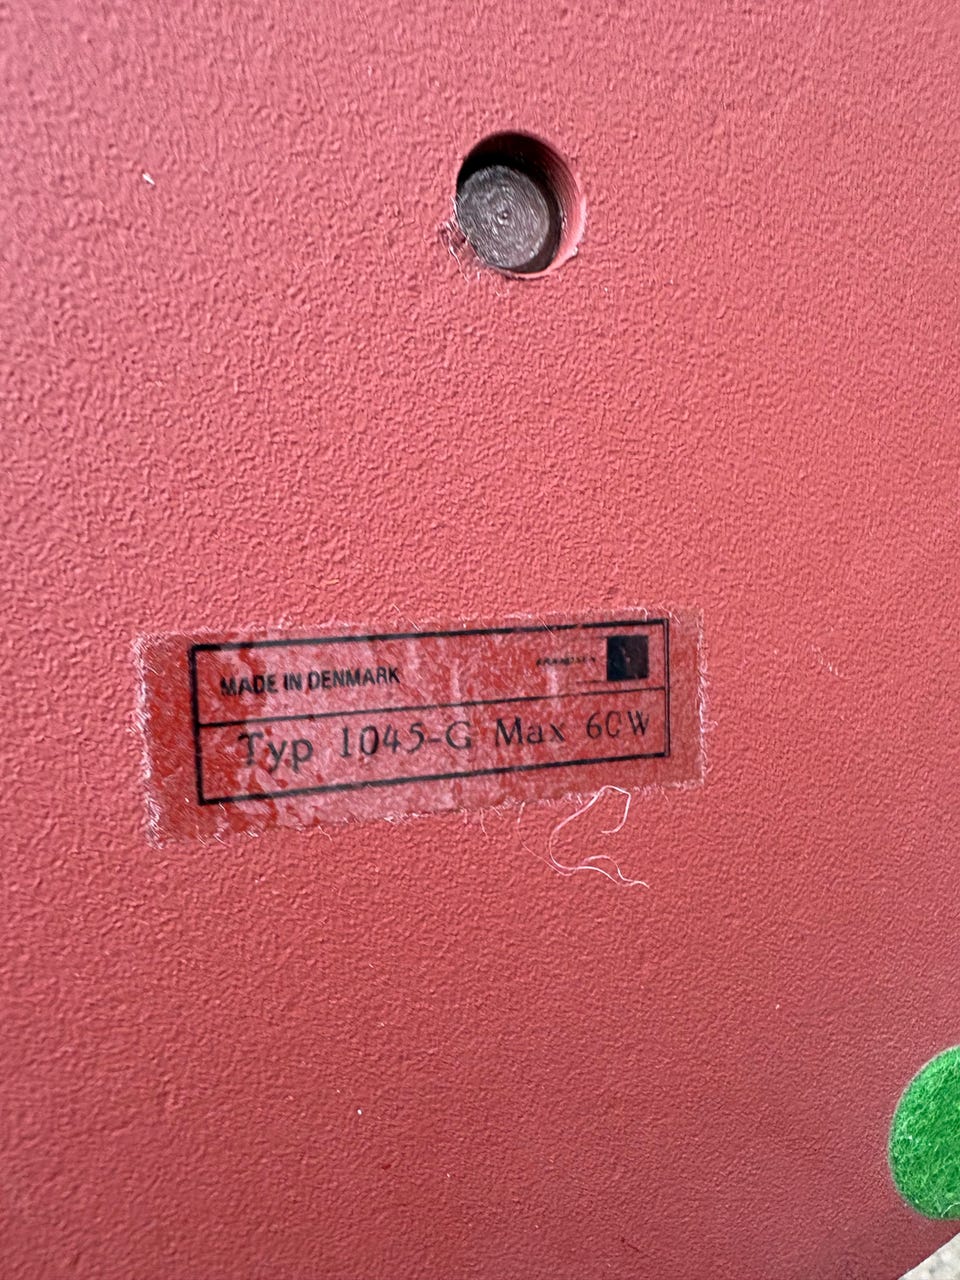 MADE IN DENMARK
Typ 1045-G Max 60W